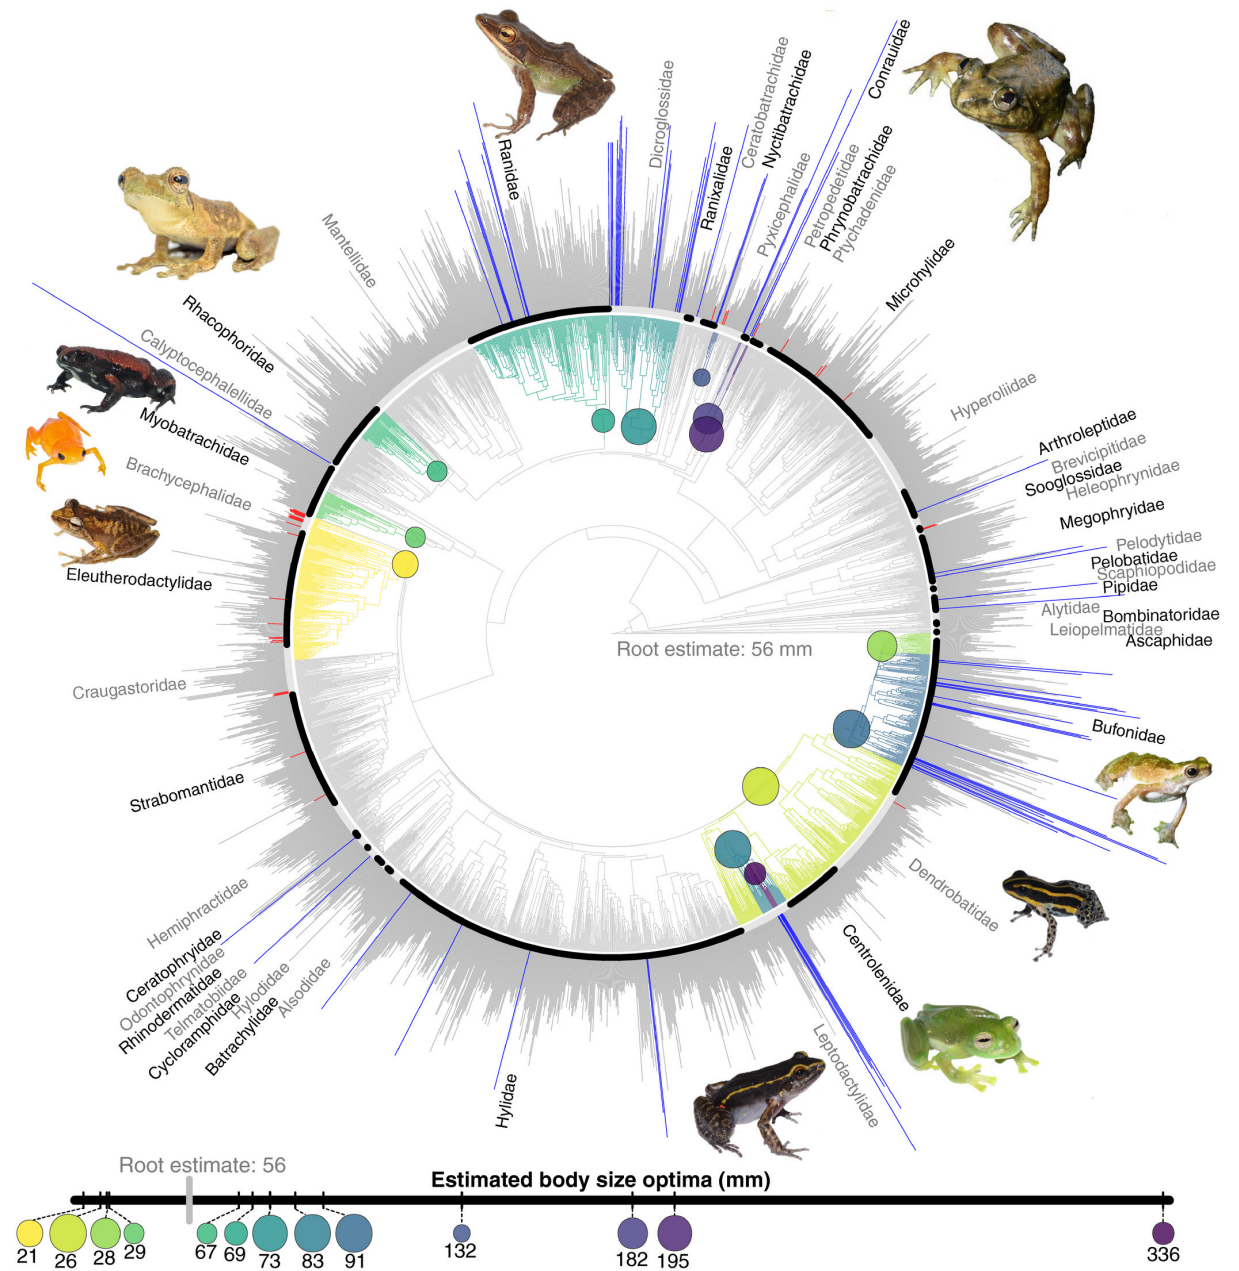 Conrauidae
Ceratobatrachidae
Dicroglossidae
Nyctibatrachidae
Ranidae
Ranixalidae
Pyxicephalidae
Petropedetidae
Phrynobatrachidae
Ptychadenidae
Mantellidae
Microhylidae
Rhacophoridae
Calyptocephalellidae
Hyperoliidae
Myobatrachidae
Arthroleptidae
Brevicipitidae
Sooglossidae
Heleophrynidae
Brachycephalidae
Megophryidae
Pelodytidae
Pelobatidae
Scaphiopodidae
Eleutherodactylidae
Pipidae
Alytidae
Bombinatoridae
Leiopelmatidae
Ascaphidae
Root estimate: 56 mm
Craugastoridae
Bufonidae
Strabomantidae
Dendrobatidae
Hemiphractidae
Ceratophryidae
Odontophrynidae
Rhinodermatidae
Telmatobiidae
Cycloramphidae
Hylodidae
Batrachylidae
Alsodidae
Centrolenidae
Leptodactylidae
Hylidae
Root estimate: 56
Estimated body size optima (mm)
21 26 28 29 67 69 73 83 91 132 182 195 336